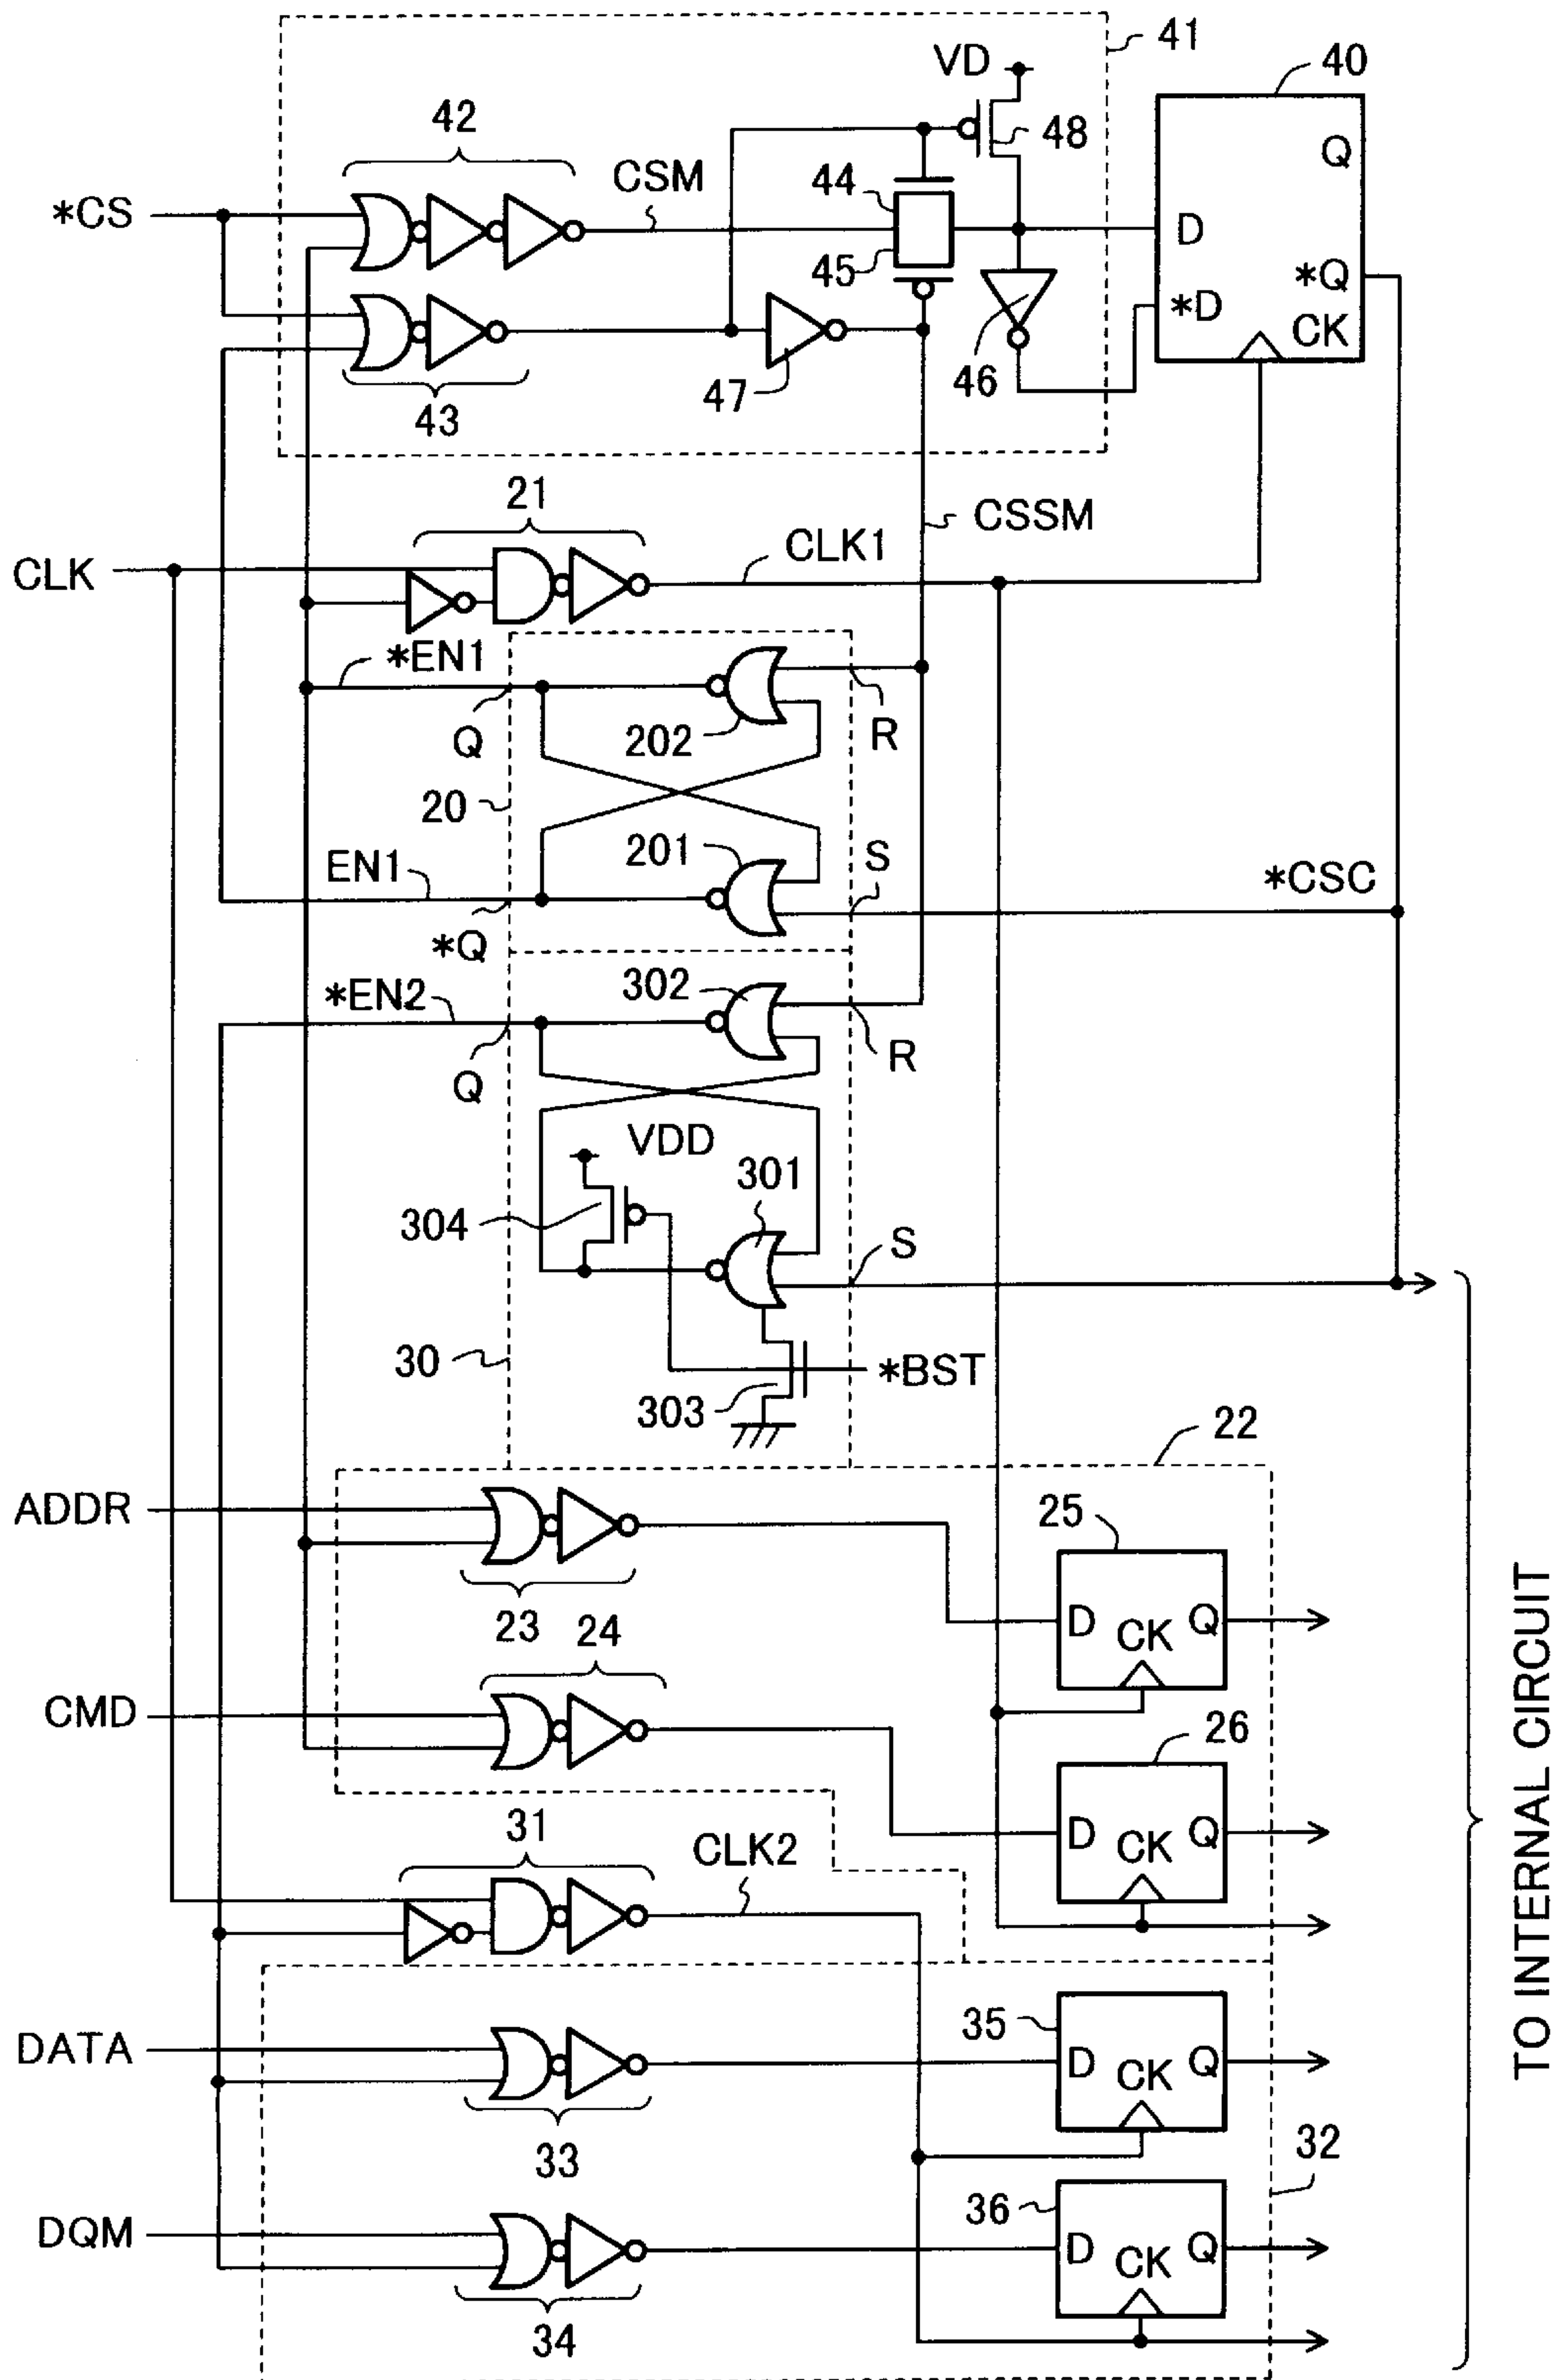 41
VD
40
42
48
Q
CSM
44
*CS
D
45
*Q
*D
CK
46
47
43
21
CSSM
CLK1
CLK
*EN1
Q
202
R
20
201
S
EN1
*CSC
*Q
302
*EN2
R
Q
VDD
301
304
S
30
*BST
303
22
ADDR
25
23
24
D CK Q
CMD
26
31
CLK2
D CK Q
TO INTERNAL CIRCUIT
DATA
35
D CK Q
33
32
36
DQM
D CK Q
34